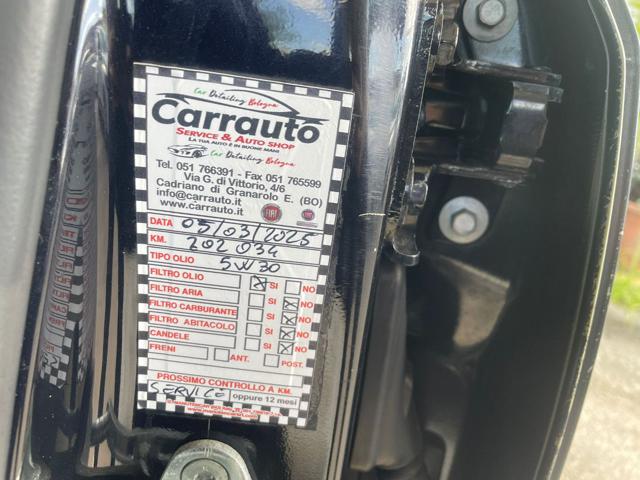 Car Detailing Bologna
Carrauto
SERVICE & AUTO SHOP
LA TUA AUTO È IN BUONE MANI
Car Detailing Bologna
Tel. 051 766391 - Fax 051 765599
Via G. di Vittorio, 4/6
Cadriano di Granarolo E. (BO)
info@carrauto.it
www.carrauto.it
FIAT
DATA 05/03/2025
KM. 202034
TIPO OLIO 5W30
FILTRO OLIO SI NO
FILTRO ARIA SI NO
FILTRO CARBURANTE SI NO
FILTRO ABITACOLO SI NO
CANDELE SI NO
FRENI ANT. POST.
PROSSIMO CONTROLLO A KM.
SERVICE oppure 12 mesi